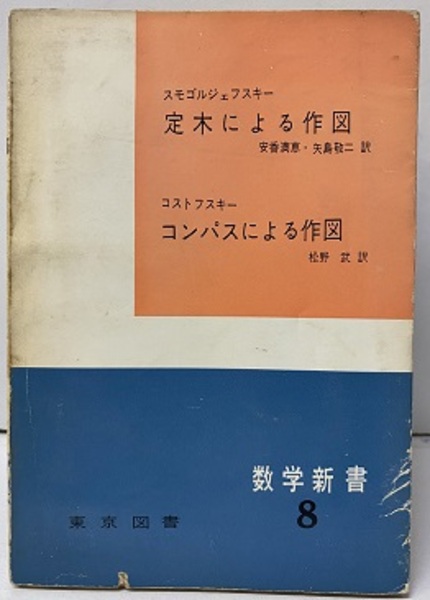 スモゴルジェフスキー
定木による作図
安香満恵・矢島敬二 訳
コストフスキー
コンパスによる作図
松野 武 訳
数学新書
8
東京図書